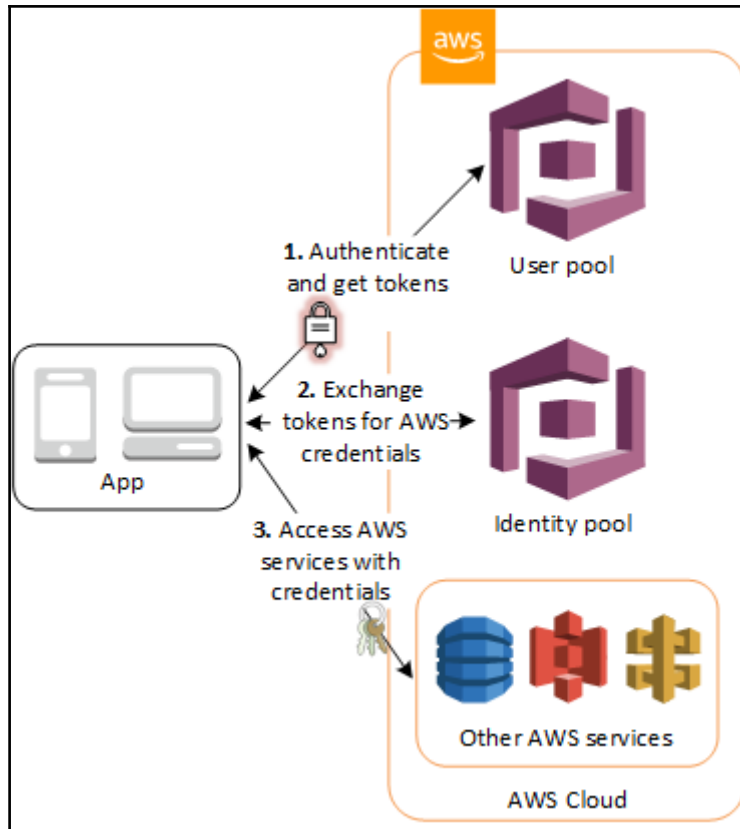 aws
User pool
1. Authenticate
and get tokens
2. Exchange
tokens for AWS
credentials
App
Identity pool
3. Access AWS
services with
credentials
Other AWS services
AWS Cloud